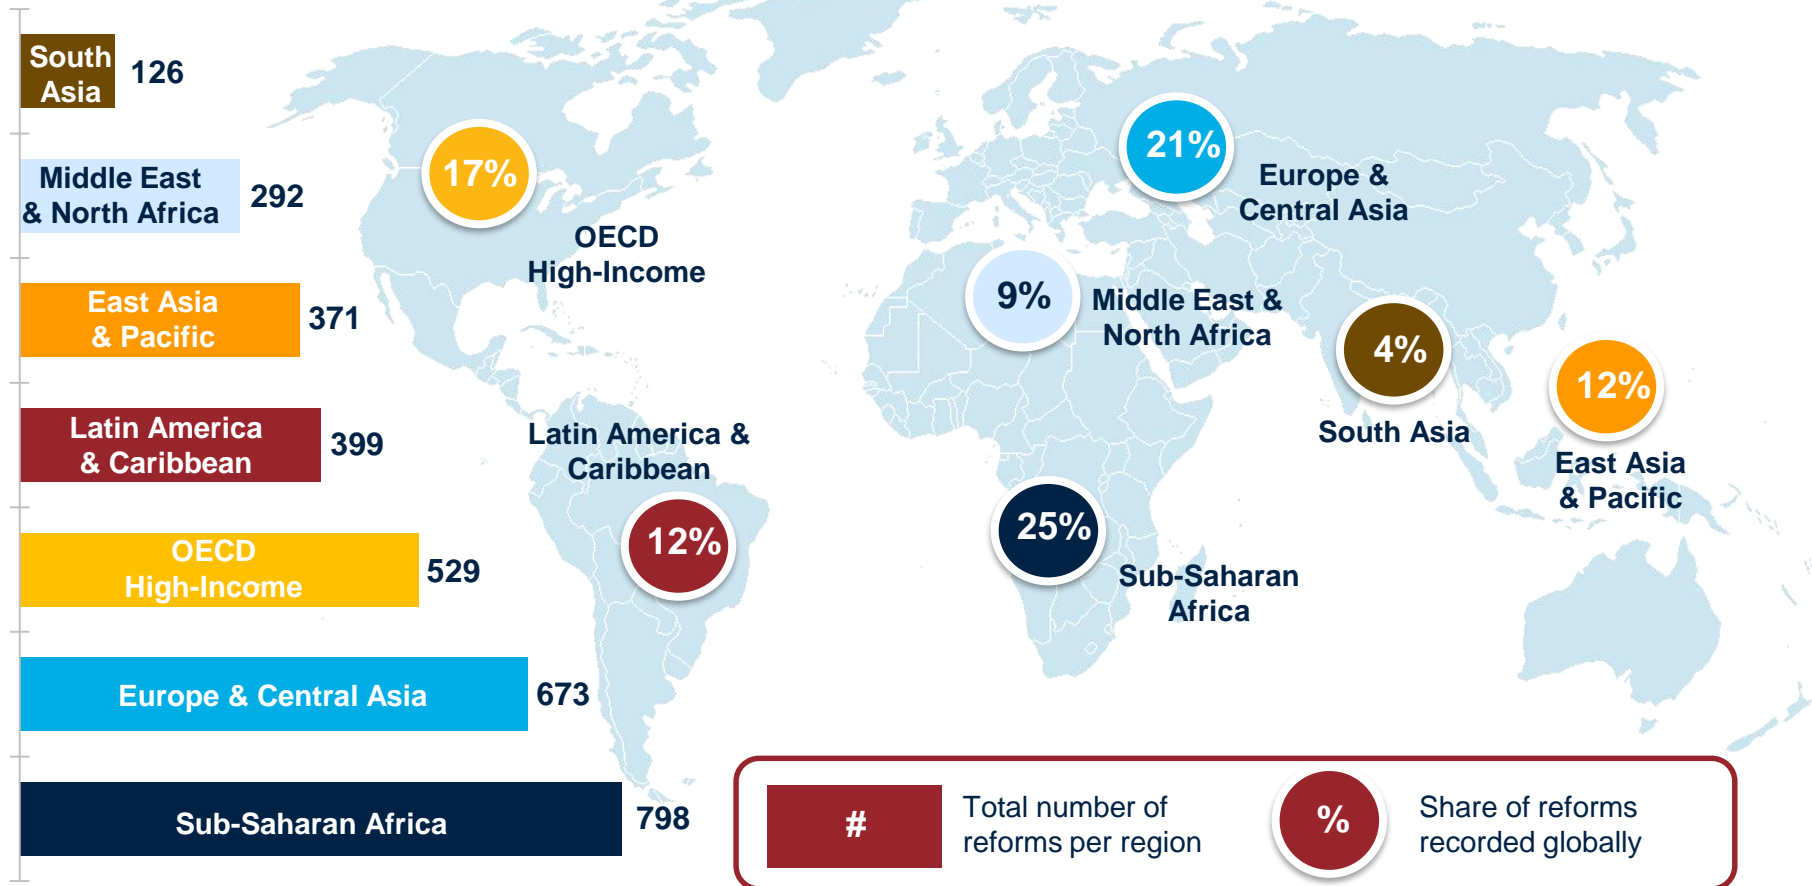 South
Asia
126
Middle East
& North Africa
292
East Asia
& Pacific
371
Latin America
& Caribbean
399
OECD
High-Income
529
Europe & Central Asia
673
Sub-Saharan Africa
798
17%
OECD
High-Income
21%
Europe &
Central Asia
9%
Middle East &
North Africa
4%
South Asia
12%
East Asia
& Pacific
Latin America &
Caribbean
12%
25%
Sub-Saharan
Africa
#
Total number of
reforms per region
%
Share of reforms
recorded globally